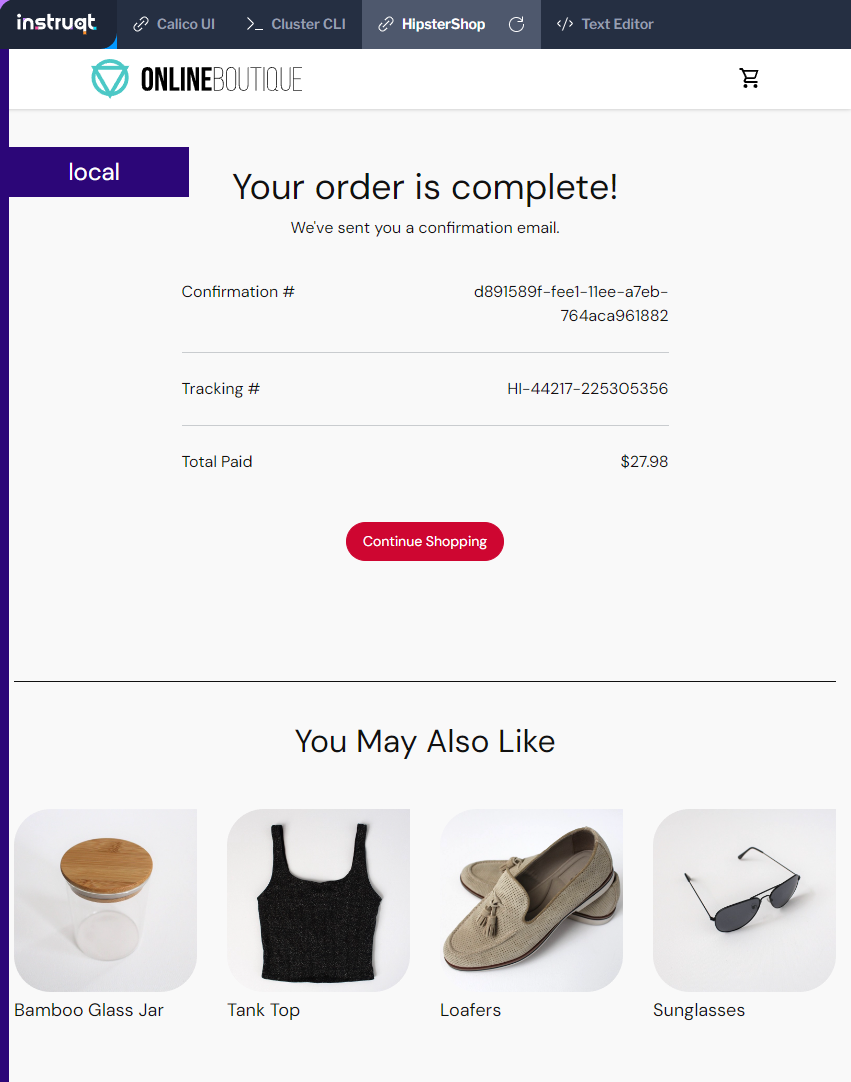 instruqt
Calico UI
Cluster CLI
HipsterShop
Text Editor
ONLINEBOUTIQUE
local
Your order is complete!
We've sent you a confirmation email.
Confirmation #
d891589f-fee1-11ee-a7eb-
764aca961882
Tracking #
HI-44217-225305356
Total Paid
$27.98
Continue Shopping
You May Also Like
Bamboo Glass Jar
Tank Top
Loafers
Sunglasses